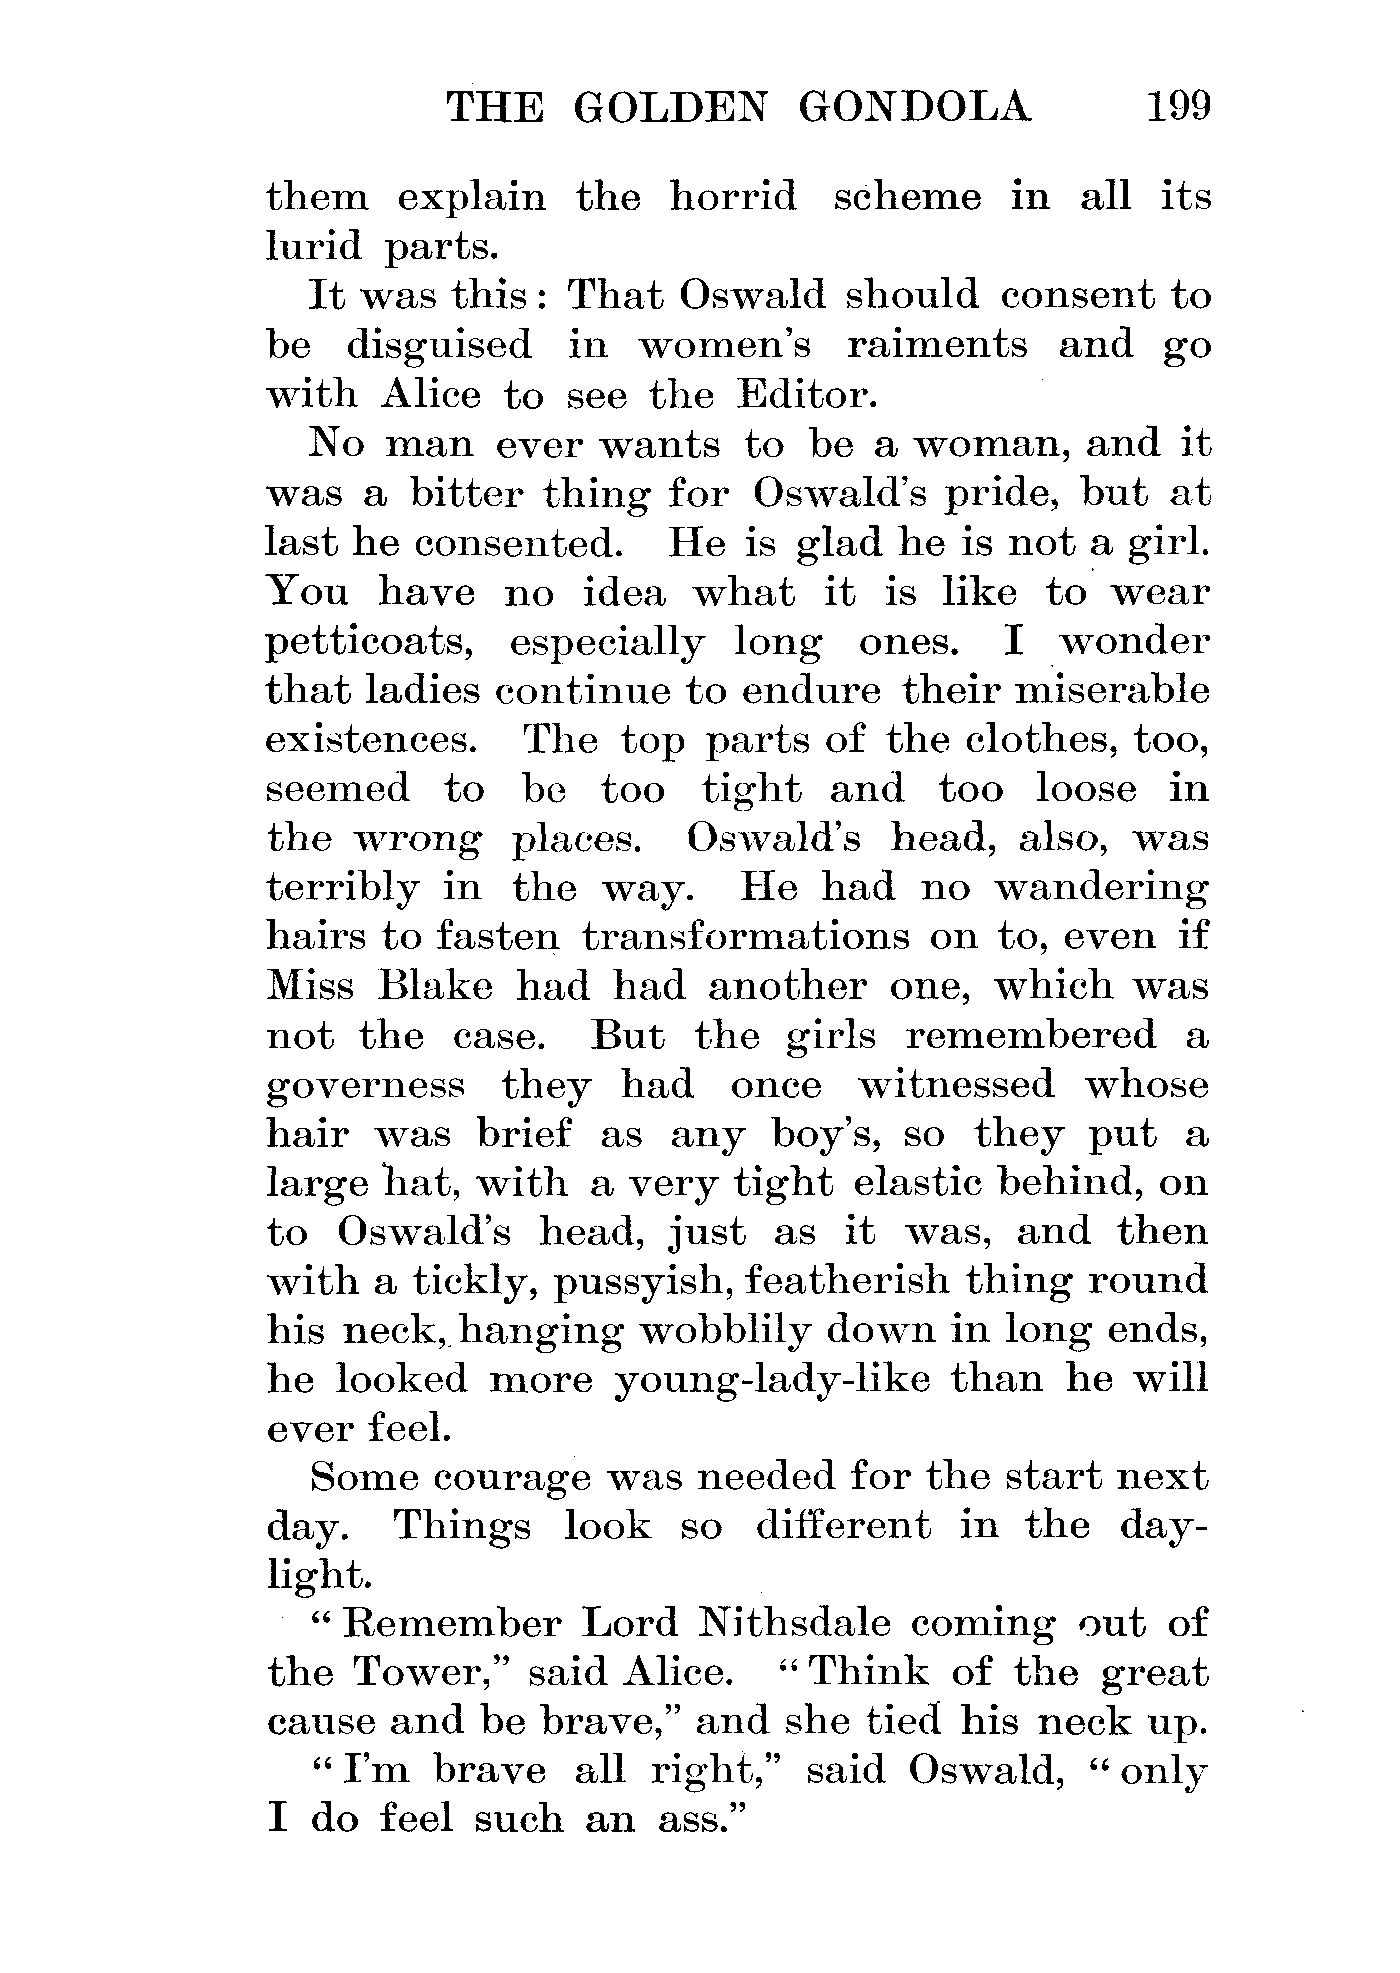 THE GOLDEN GONDOLA 199
them explain the horrid scheme in all its
lurid parts.
It was this : That Oswald should consent to
be disguised in women's raiments and go
with Alice to see the Editor.
No man ever wants to be a woman, and it
was a bitter thing for Oswald's pride, but at
last he consented. He is glad he is not a girl.
You have no idea what it is like to wear
petticoats, especially long ones. I wonder
that ladies continue to endure their miserable
existences. The top parts of the clothes, too,
seemed to be too tight and too loose in
the wrong places. Oswald's head, also, was
terribly in the way. He had no wandering
hairs to fasten transformations on to, even if
Miss Blake had had another one, which was
not the case. But the girls remembered a
governess they had once witnessed whose
hair was brief as any boy's, so they put a
large hat, with a very tight elastic behind, on
to Oswald's head, just as it was, and then
with a tickly, pussyish, featherish thing round
his neck, hanging wobblily down in long ends,
he looked more young-lady-like than he will
ever feel.
Some courage was needed for the start next
day. Things look so different in the day-
light.
“ Remember Lord Nithsdale coming out of
the Tower,” said Alice. “ Think of the great
cause and be brave,” and she tied his neck up.
“ I'm brave all right,” said Oswald, “ only
I do feel such an ass.”